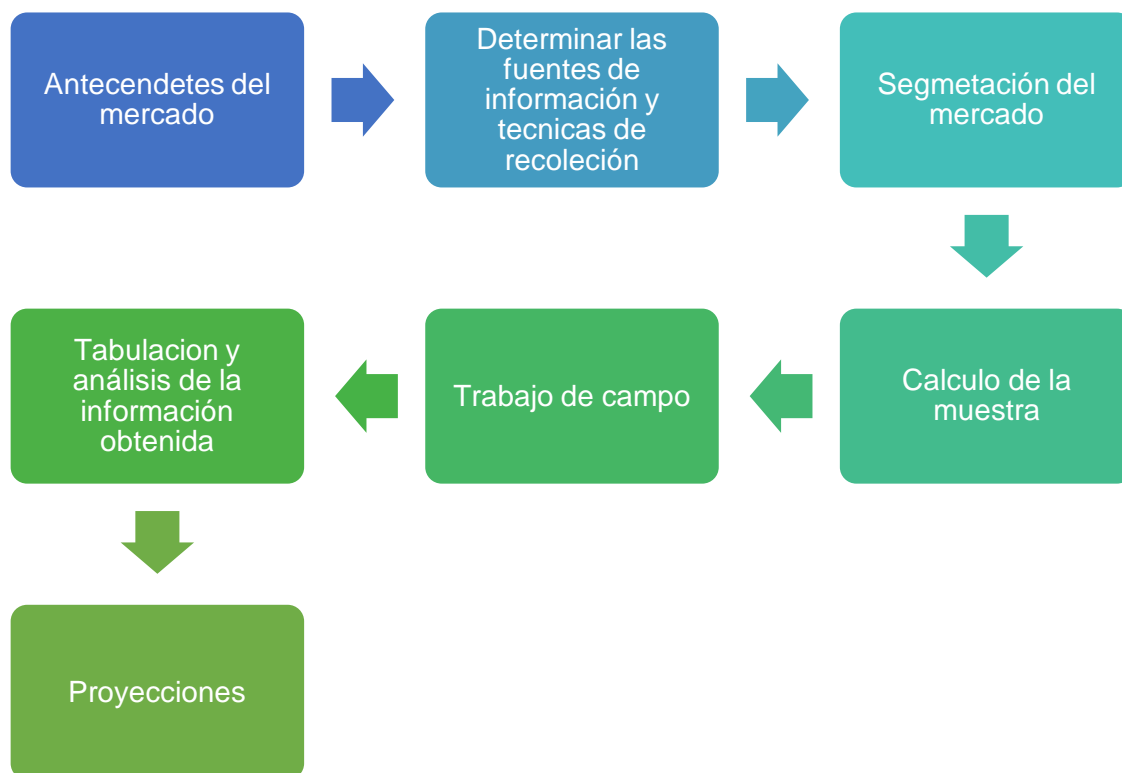 Antecendetes del
mercado
Determinar las
fuentes de
información y
tecnicas de
recoleción
Segmetación del
mercado
Calculo de la
muestra
Trabajo de campo
Tabulacion y
análisis de la
información
obtenida
Proyecciones